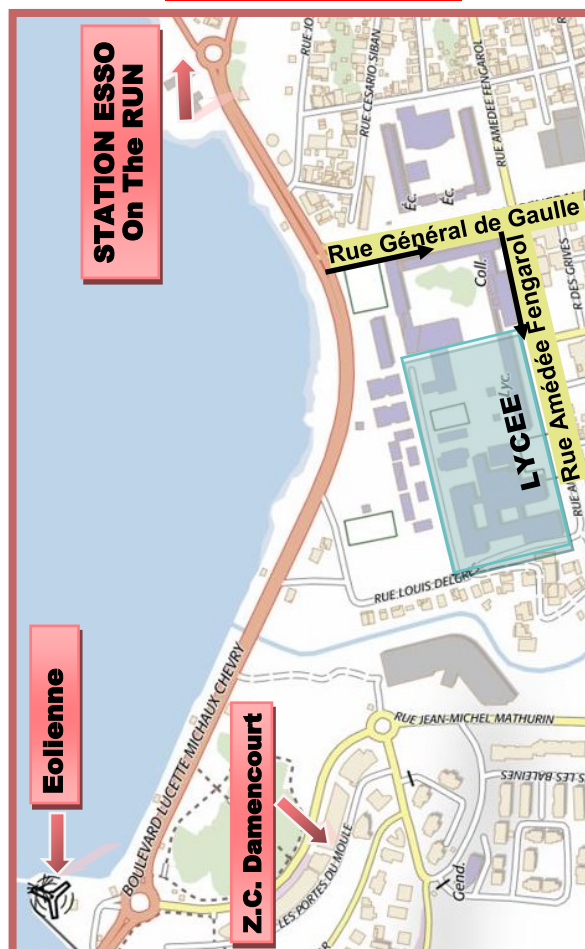 STATION ESSO
On The RUN
RUE CESARIO SIBAN
RUE AMEDEE FENGAROL
Éc.
Éc.
Rue Général de Gaulle
Coll.
R DES GRIVES
Rue Amédée Fengarol
Lyc.
LYCEE
RUE LOUIS DELGRES
Eolienne
BOULEVARD LUCETTE MICHAUX CHEVRY
Z.C. Damencourt
RUE JEAN-MICHEL MATHURIN
LES PORTES DU MOULE
S LES BALEINES
Gend.